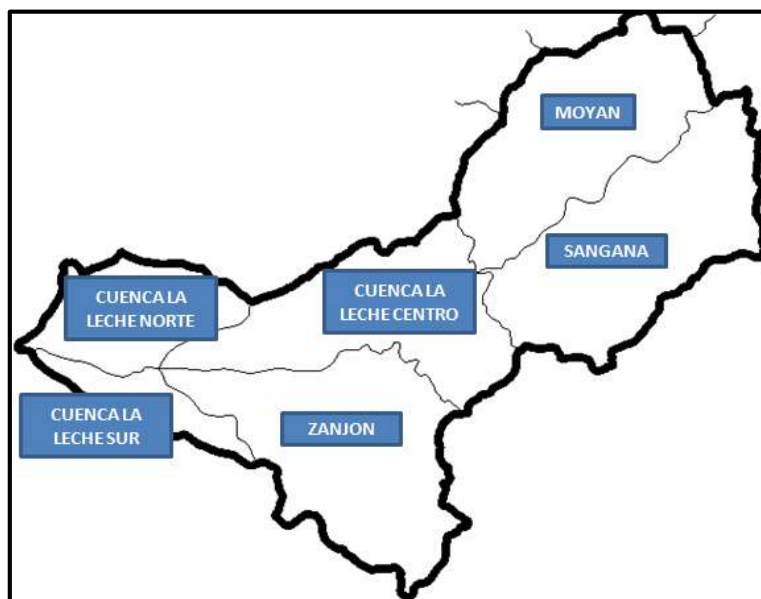 MOYAN
SANGANA
CUENCA LA
LECHE NORTE
CUENCA LA
LECHE CENTRO
CUENCA LA
LECHE SUR
ZANJON